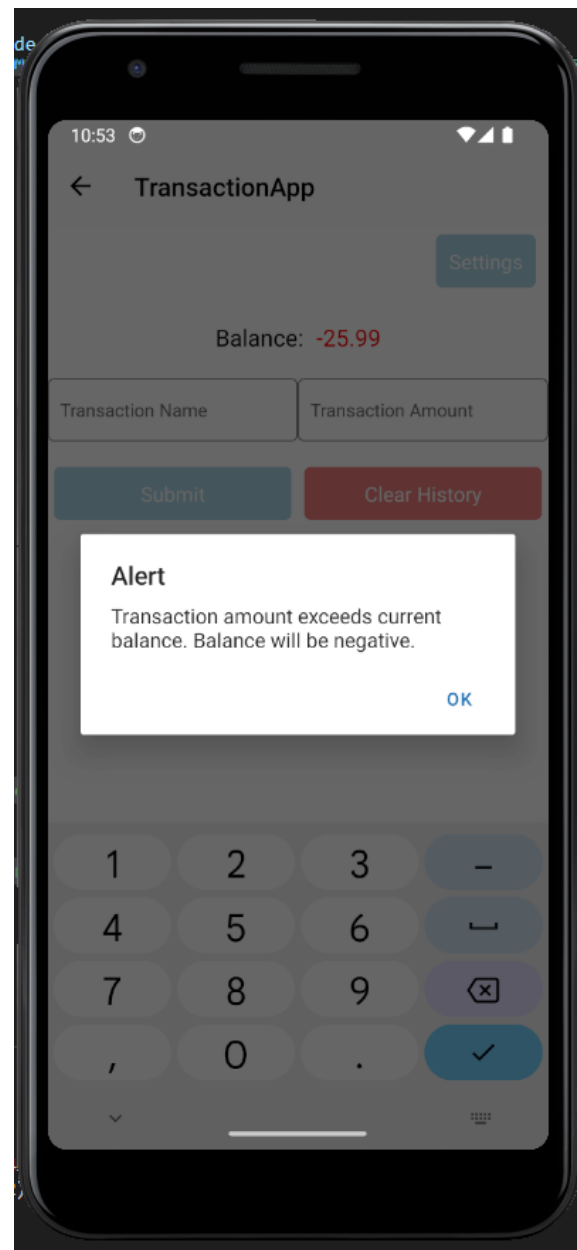 de
10:53
TransactionApp
Settings
Balance: -25.99
Transaction Name Transaction Amount
Submit Clear History
Alert
Transaction amount exceeds current
balance. Balance will be negative.
OK
1 2 3 –
4 5 6
7 8 9
, 0 .